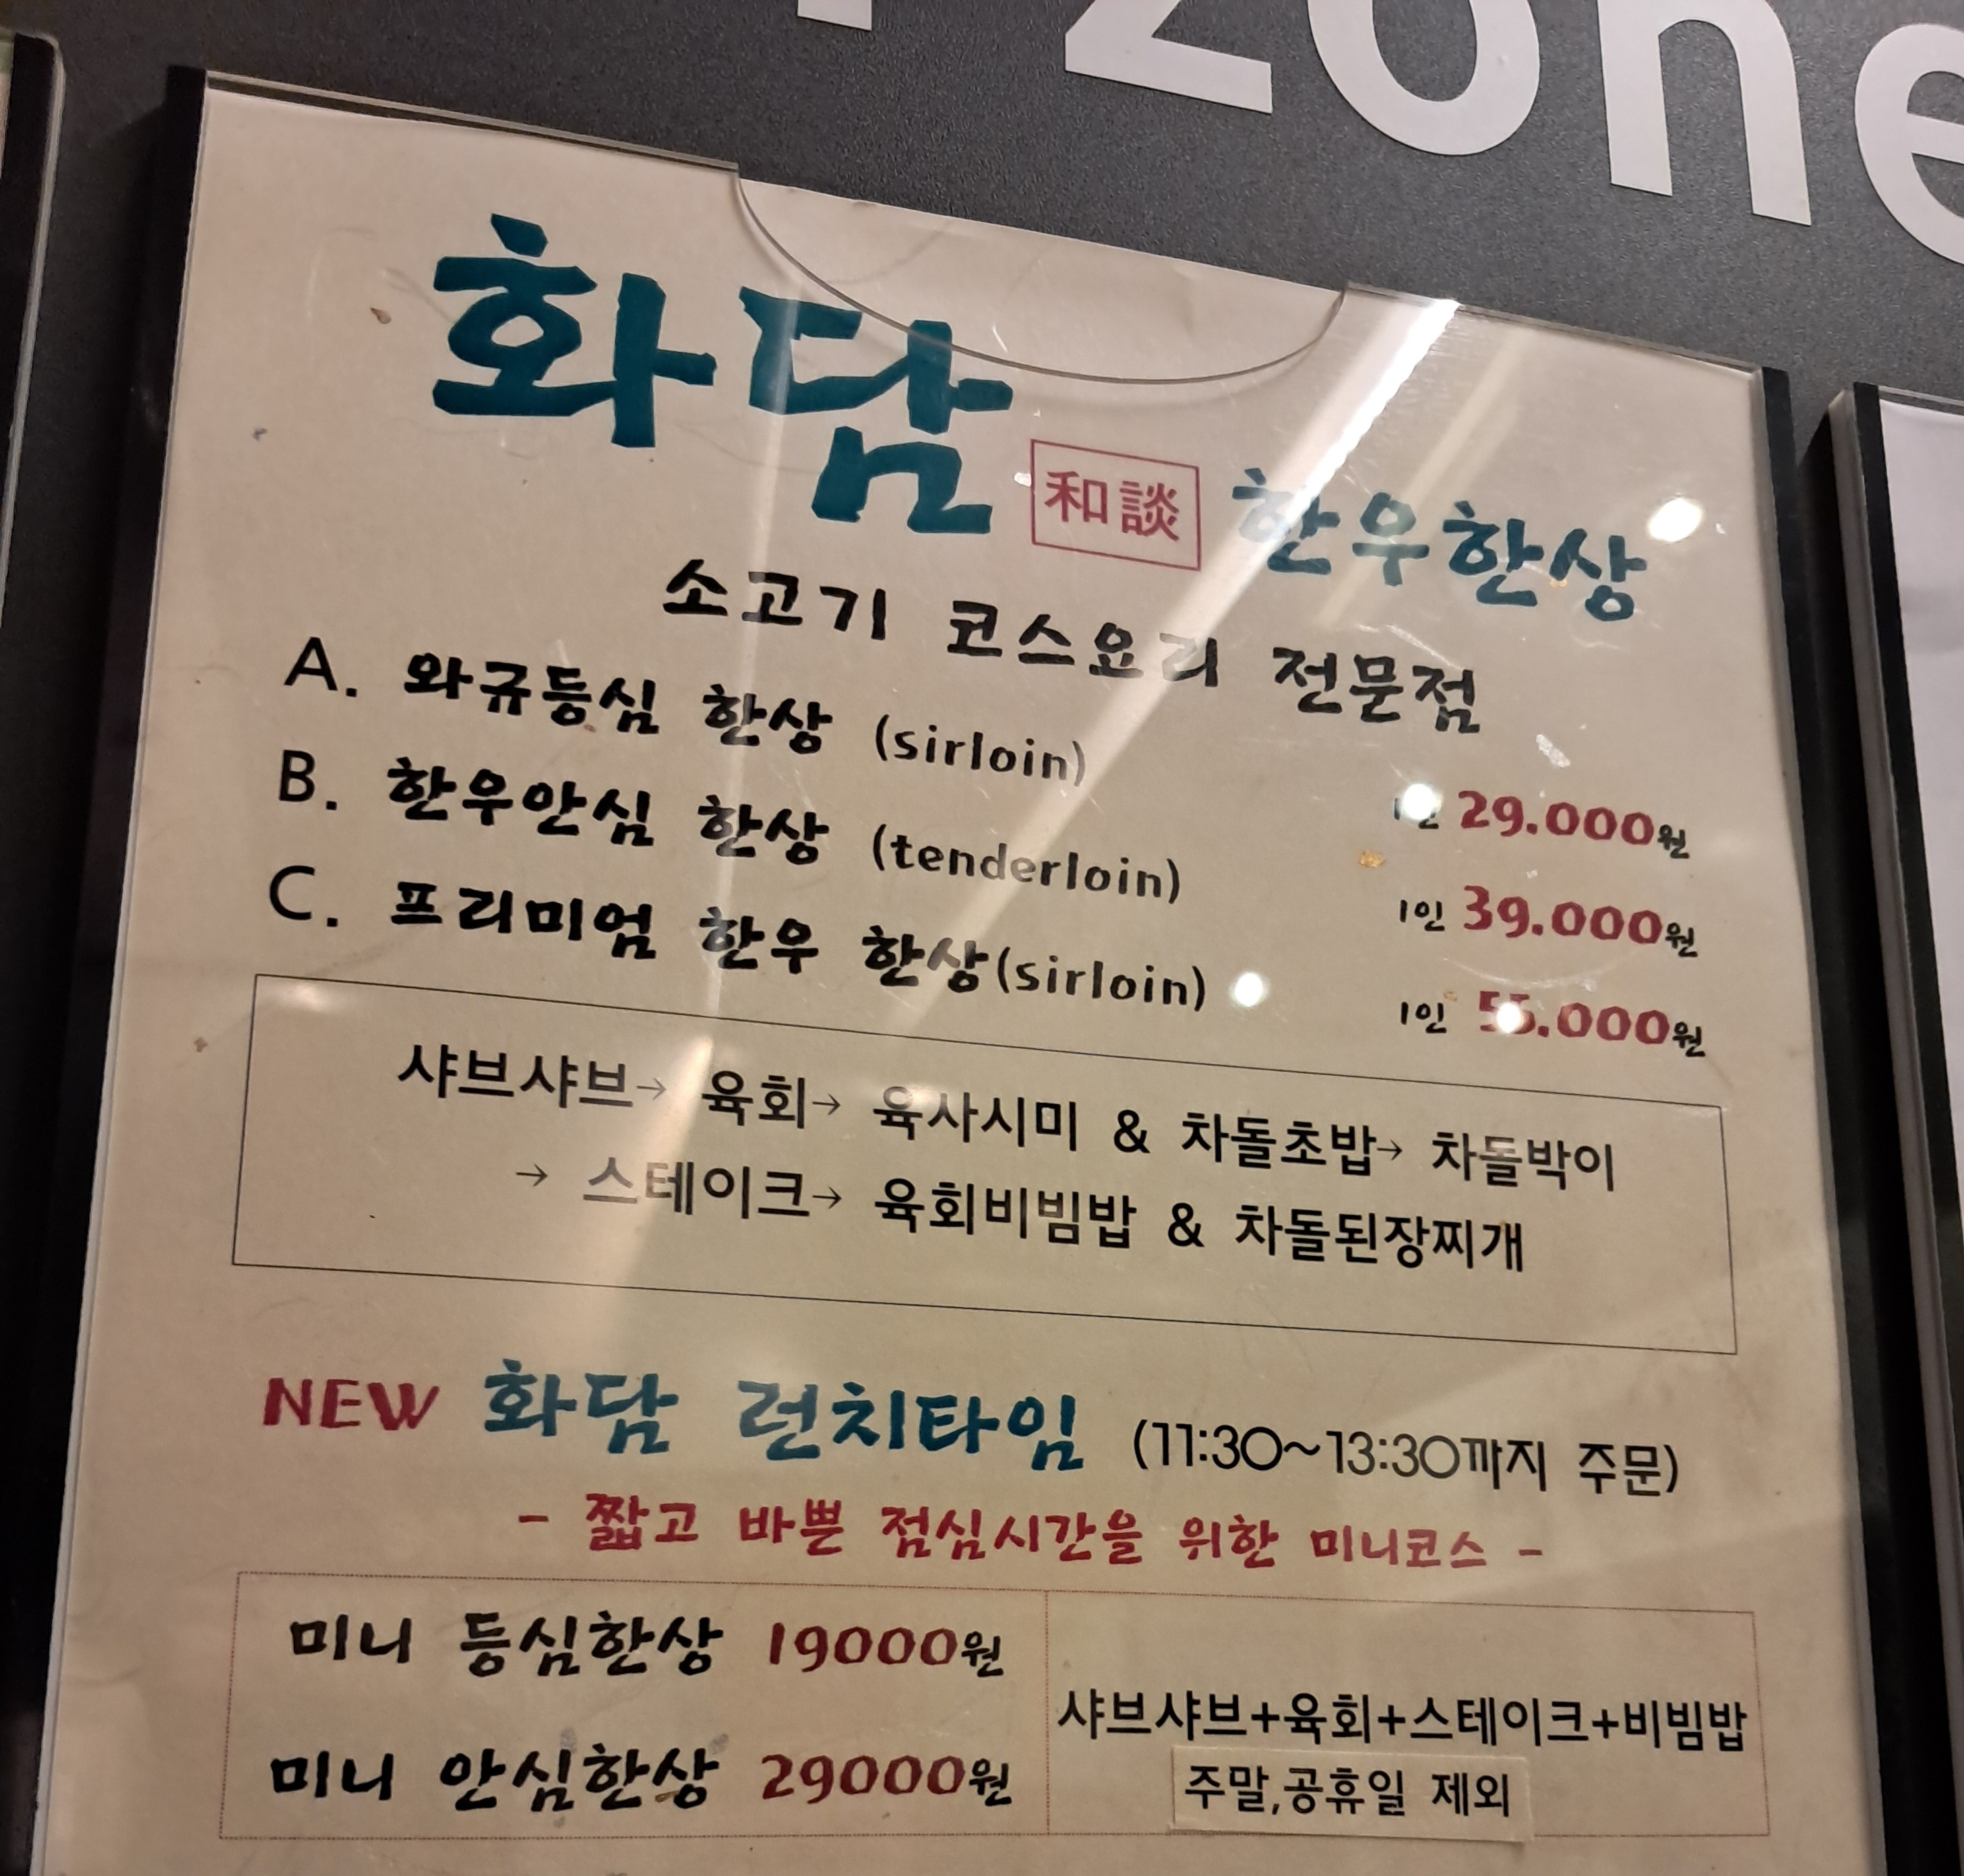 zone
화담 和談 한우한상
소고기 코스요리 전문점
A. 와규등심 한상 (sirloin) 1인 29.000원
B. 한우안심 한상 (tenderloin) 1인 39.000원
C. 프리미엄 한우 한상(sirloin) 1인 55.000원
샤브샤브→ 육회→ 육사시미 & 차돌초밥→ 차돌박이
→ 스테이크→ 육회비빔밥 & 차돌된장찌개
NEW 화담 런치타임 (11:30~13:30까지 주문)
- 짧고 바쁜 점심시간을 위한 미니코스 -
미니 등심한상 19000원
미니 안심한상 29000원
샤브샤브+육회+스테이크+비빔밥
주말,공휴일 제외